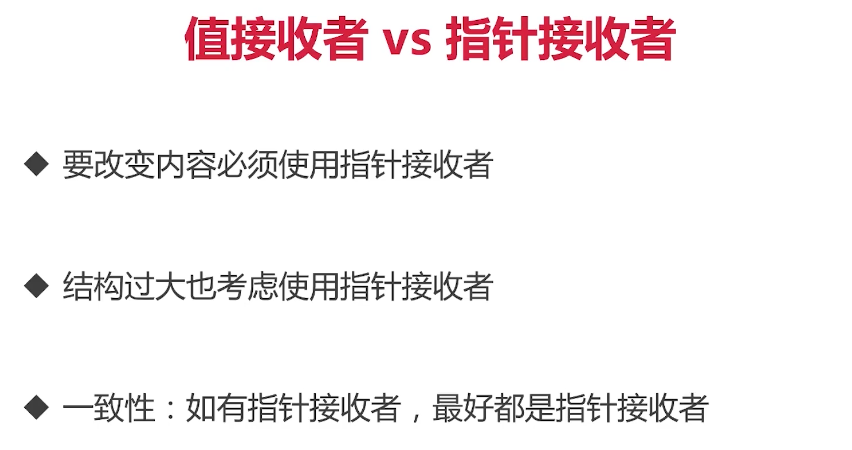 值接收者 vs 指针接收者
◆ 要改变内容必须使用指针接收者
◆ 结构过大也考虑使用指针接收者
◆ 一致性：如有指针接收者，最好都是指针接收者